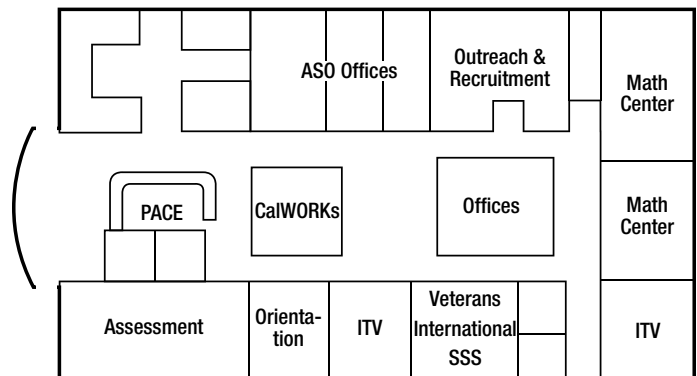 ASO Offices
Outreach &
Recruitment
Math
Center
PACE
CalWORKs
Offices
Math
Center
Assessment
Orienta-
tion
ITV
Veterans
International
SSS
ITV